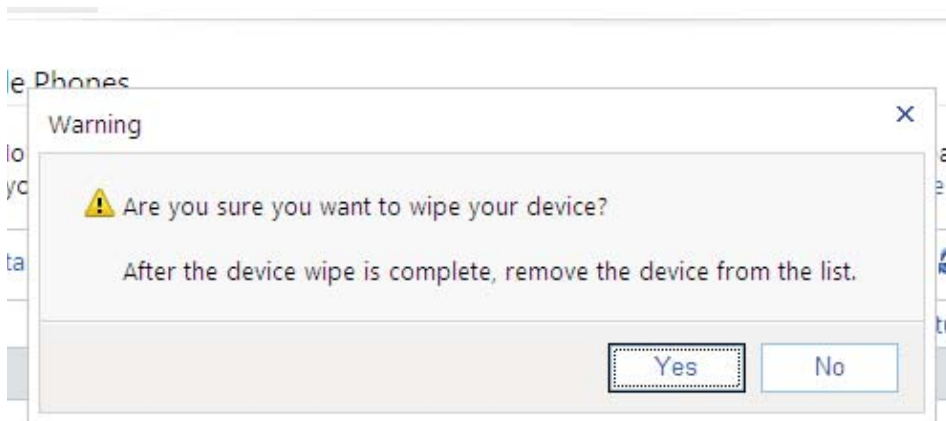 e Phones
Warning
Are you sure you want to wipe your device?
After the device wipe is complete, remove the device from the list.
Yes
No